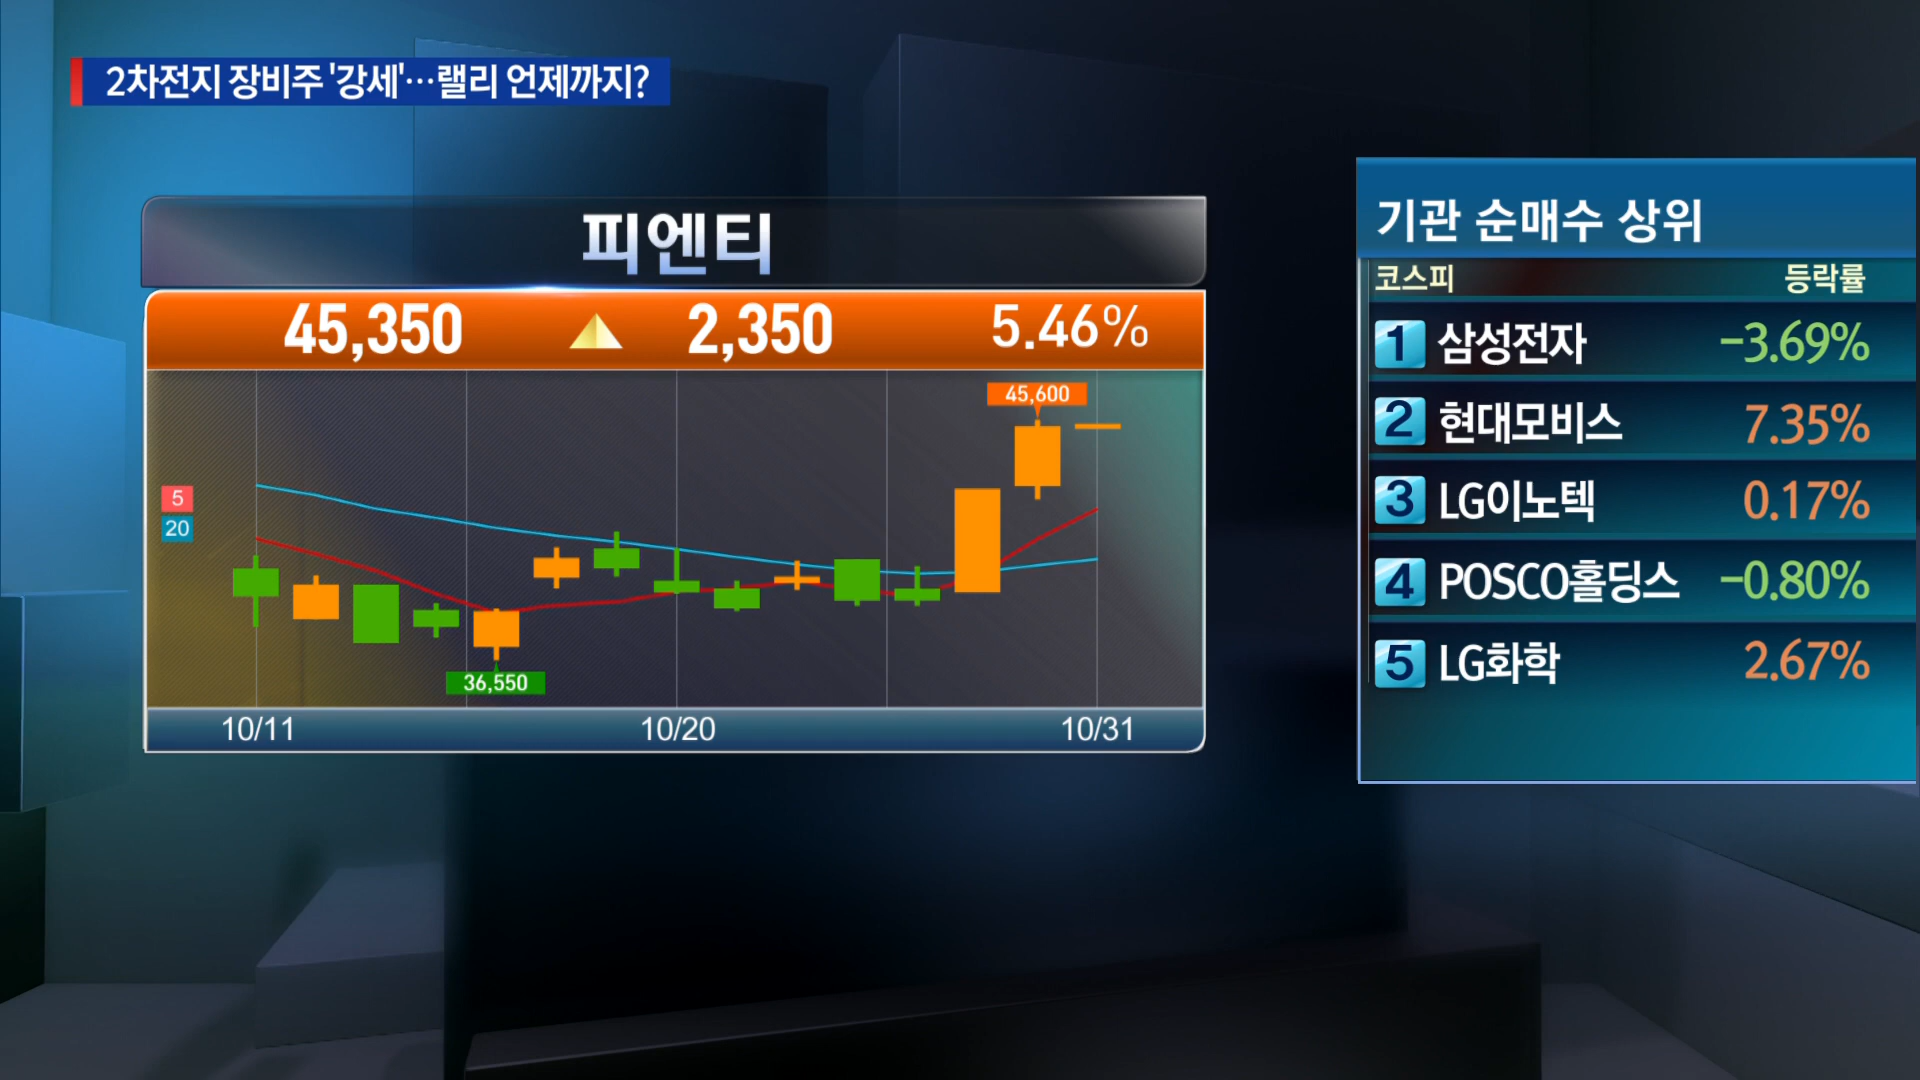 2차전지 장비주 '강세'…랠리 언제까지?
피엔티
45,350 ▲ 2,350 5.46%
45,600
5
20
36,550
10/11 10/20 10/31
기관 순매수 상위
코스피 등락률
1 삼성전자 -3.69%
2 현대모비스 7.35%
3 LG이노텍 0.17%
4 POSCO홀딩스 -0.80%
5 LG화학 2.67%